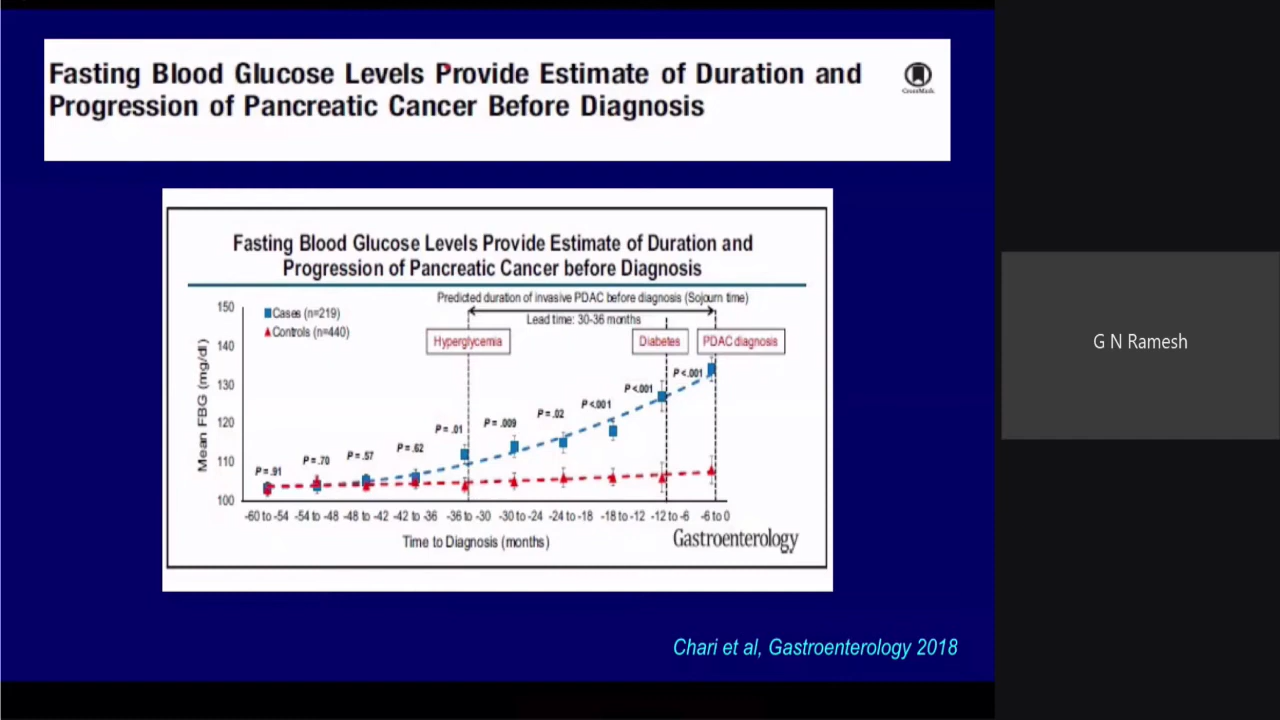 Fasting Blood Glucose Levels Provide Estimate of Duration and
Progression of Pancreatic Cancer Before Diagnosis
CrossMark
Fasting Blood Glucose Levels Provide Estimate of Duration and
Progression of Pancreatic Cancer before Diagnosis
Predicted duration of invasive PDAC before diagnosis (Sojourn time)
Lead time: 30-36 months
Cases (n=219)
Controls (n=440)
Hyperglycemia
Diabetes
PDAC diagnosis
Mean FBG (mg/dl)
150
140
130
120
110
100
P=.91
P=.70
P=.57
P=.62
P=.01
P=.009
P=.02
P<.001
P<.001
P<.001
-60 to -54 -54 to -48 -48 to -42 -42 to -36 -36 to -30 -30 to -24 -24 to -18 -18 to -12 -12 to -6 -6 to 0
Time to Diagnosis (months)
Gastroenterology
Chari et al, Gastroenterology 2018
G N Ramesh